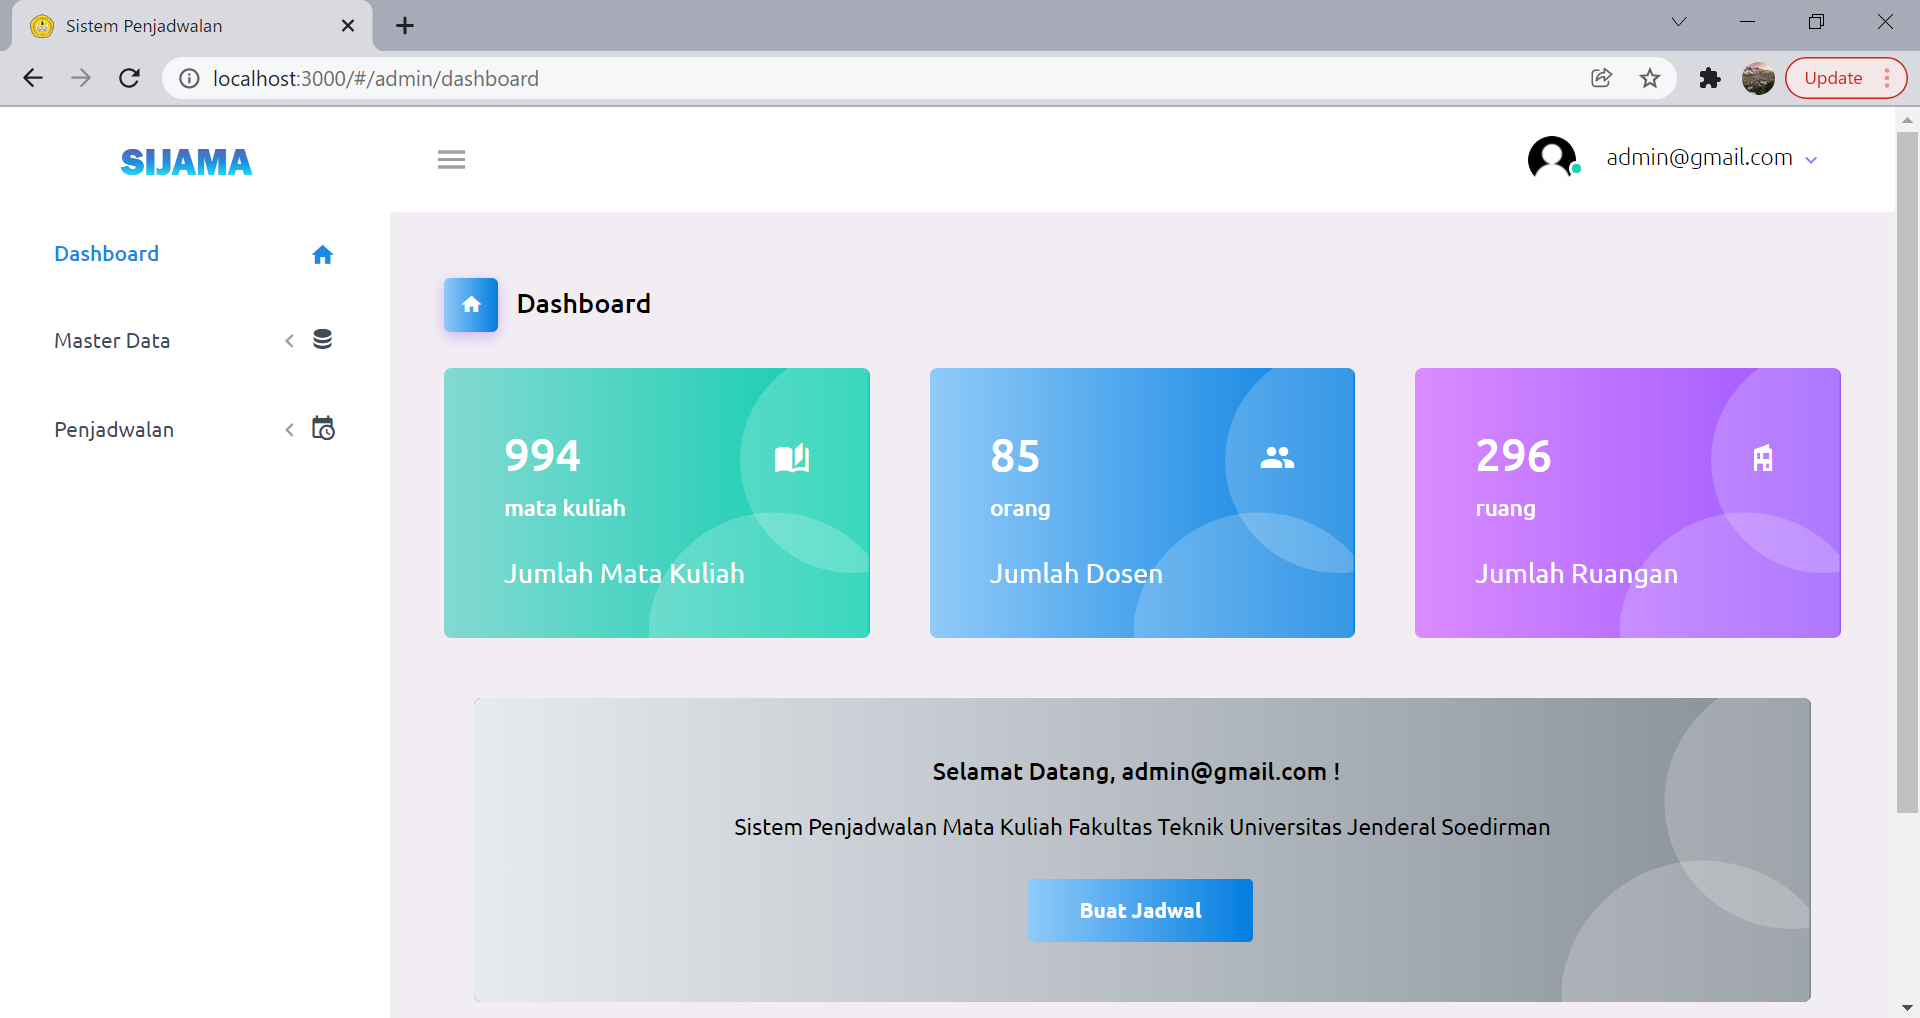 Sistem Penjadwalan
localhost:3000/#/admin/dashboard
Update
SIJAMA
admin@gmail.com
Dashboard
Master Data
Penjadwalan
Dashboard
994
mata kuliah
Jumlah Mata Kuliah
85
orang
Jumlah Dosen
296
ruang
Jumlah Ruangan
Selamat Datang, admin@gmail.com !
Sistem Penjadwalan Mata Kuliah Fakultas Teknik Universitas Jenderal Soedirman
Buat Jadwal